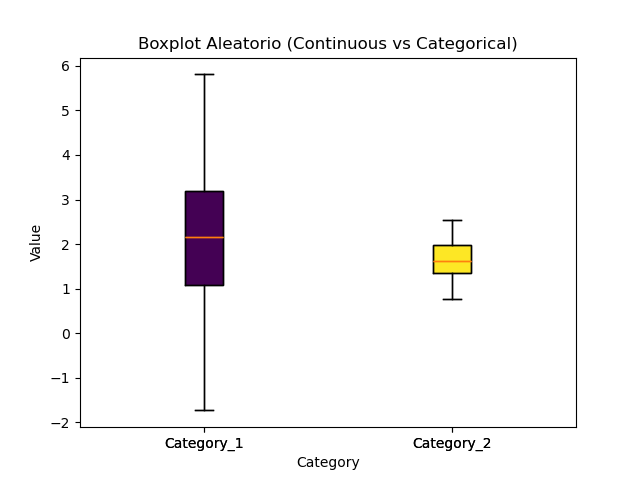 Boxplot Aleatorio (Continuous vs Categorical)
6
5
4
3
2
1
0
−1
−2
Value
Category_1
Category_2
Category